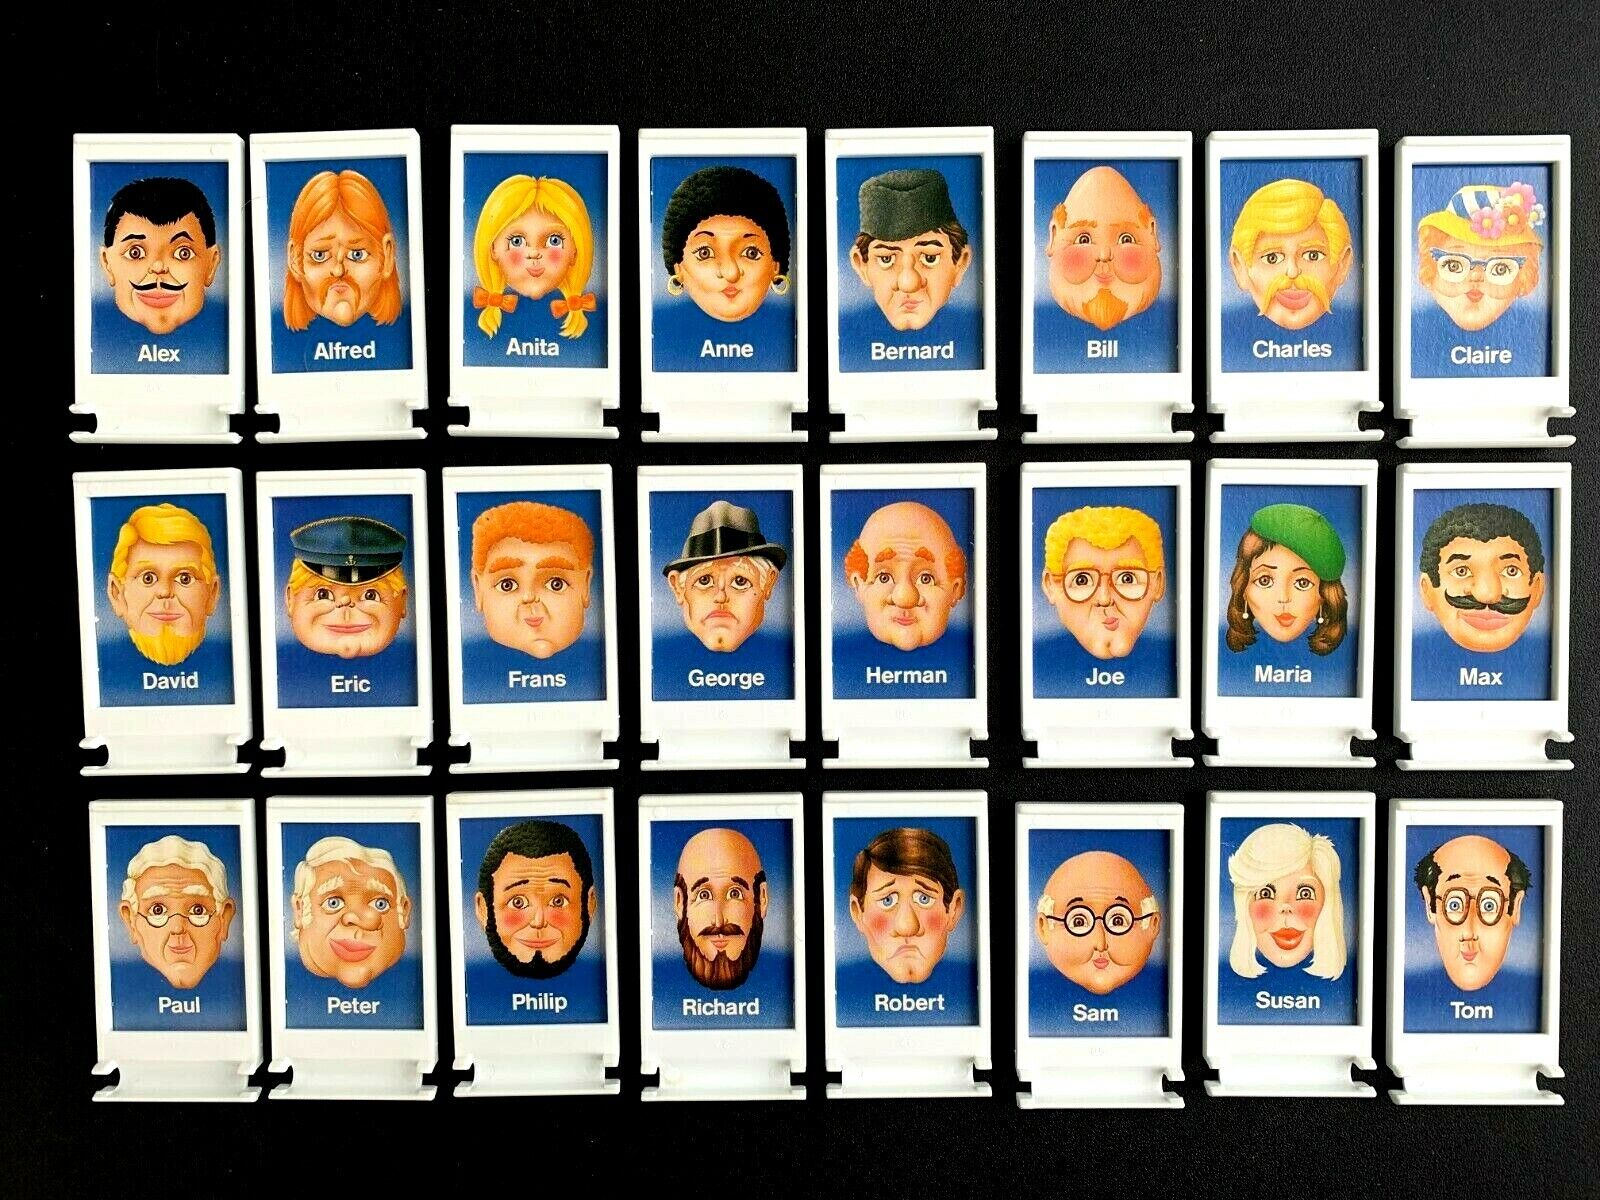 Alex
Alfred
Anita
Anne
Bernard
Bill
Charles
Claire
David
Eric
Frans
George
Herman
Joe
Maria
Max
Paul
Peter
Philip
Richard
Robert
Sam
Susan
Tom